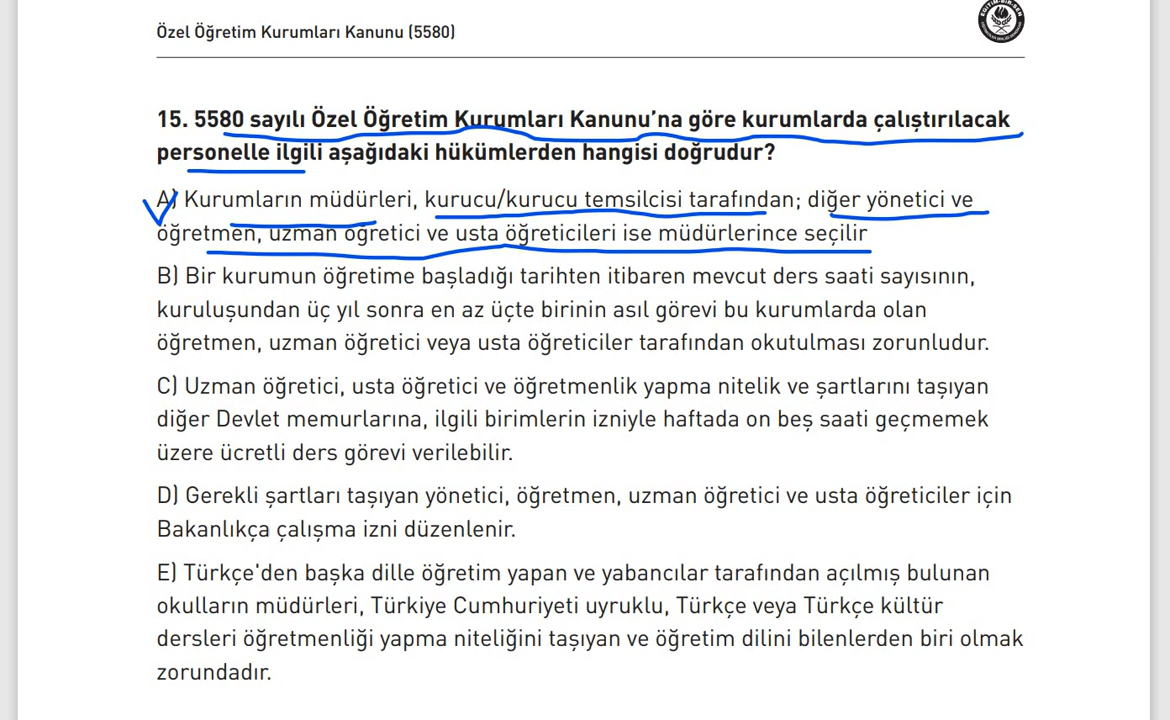 Özel Öğretim Kurumları Kanunu (5580)
15. 5580 sayılı Özel Öğretim Kurumları Kanunu’na göre kurumlarda çalıştırılacak
personelle ilgili aşağıdaki hükümlerden hangisi doğrudur?
A) Kurumların müdürleri, kurucu/kurucu temsilcisi tarafından; diğer yönetici ve
öğretmen, uzman öğretici ve usta öğreticileri ise müdürlerince seçilir
B) Bir kurumun öğretime başladığı tarihten itibaren mevcut ders saati sayısının,
kuruluşundan üç yıl sonra en az üçte birinin asıl görevi bu kurumlarda olan
öğretmen, uzman öğretici veya usta öğreticiler tarafından okutulması zorunludur.
C) Uzman öğretici, usta öğretici ve öğretmenlik yapma nitelik ve şartlarını taşıyan
diğer Devlet memurlarına, ilgili birimlerin izniyle haftada on beş saati geçmemek
üzere ücretli ders görevi verilebilir.
D) Gerekli şartları taşıyan yönetici, öğretmen, uzman öğretici ve usta öğreticiler için
Bakanlıkça çalışma izni düzenlenir.
E) Türkçe'den başka dille öğretim yapan ve yabancılar tarafından açılmış bulunan
okulların müdürleri, Türkiye Cumhuriyeti uyruklu, Türkçe veya Türkçe kültür
dersleri öğretmenliği yapma niteliğini taşıyan ve öğretim dilini bilenlerden biri olmak
zorundadır.